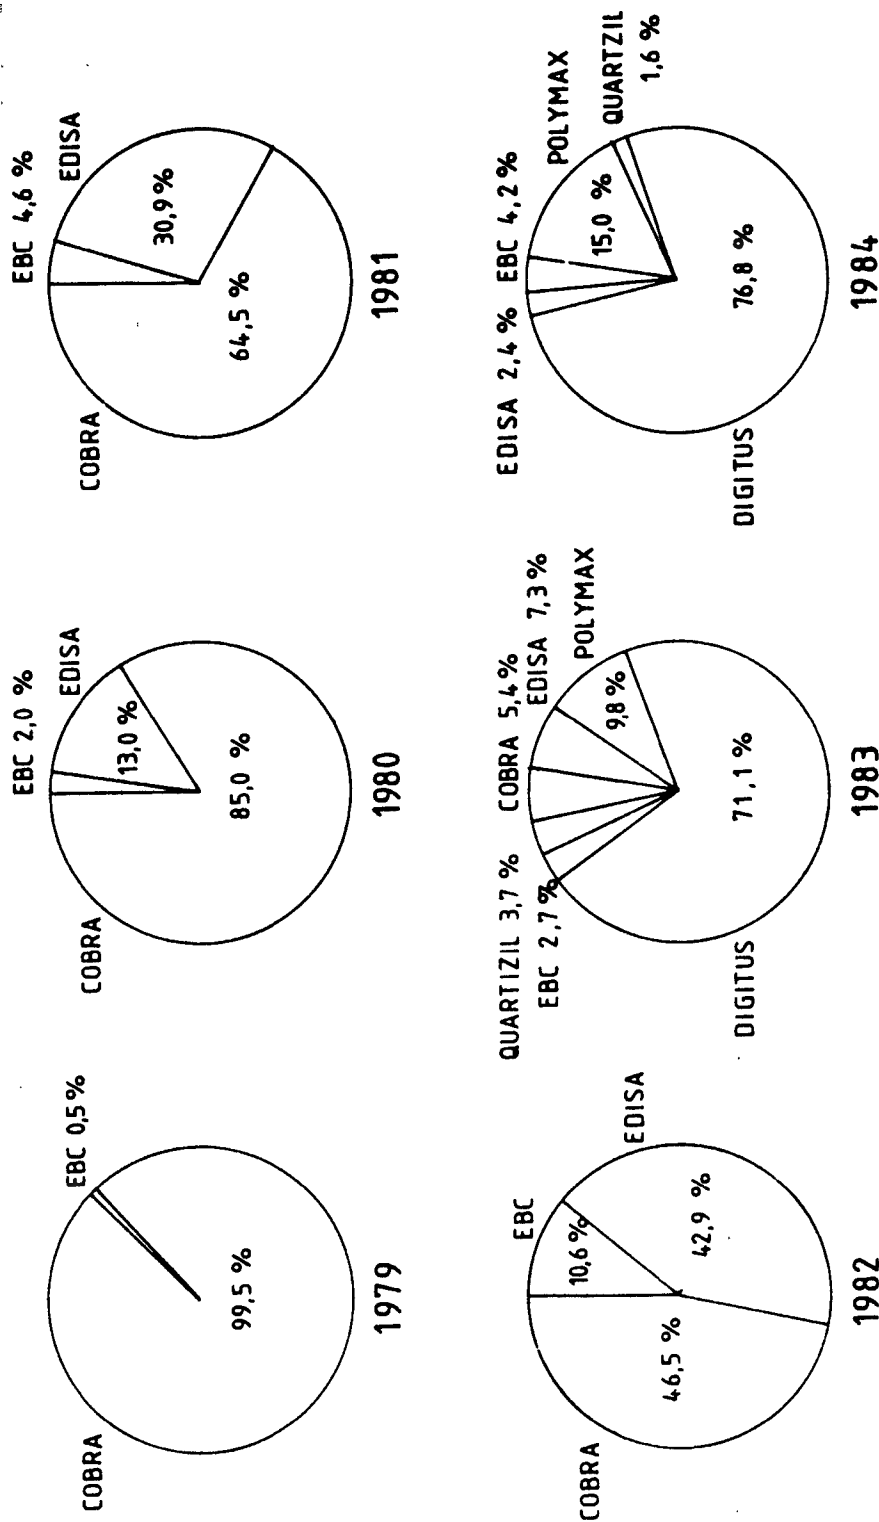 COBRA
EBC 0,5%
99,5 %
1979
COBRA
EBC 2,0 %
EDISA
13,0 %
85,0 %
1980
COBRA
EBC 4,6 %
EDISA
30,9%
64,5 %
1981
COBRA
EBC
10,6%
EDISA
46,5 %
42,9 %
1982
QUARTIZIL 3,7 %
EBC 2,7%
COBRA 5,4%
EDISA 7,3%
POLYMAX
9,8%
71,1 %
DIGITUS
1983
EDISA 2,4 %
EBC 4,2 %
POLYMAX
15,0 %
QUARTZIL
1,6 %
76,8 %
DIGITUS
1984